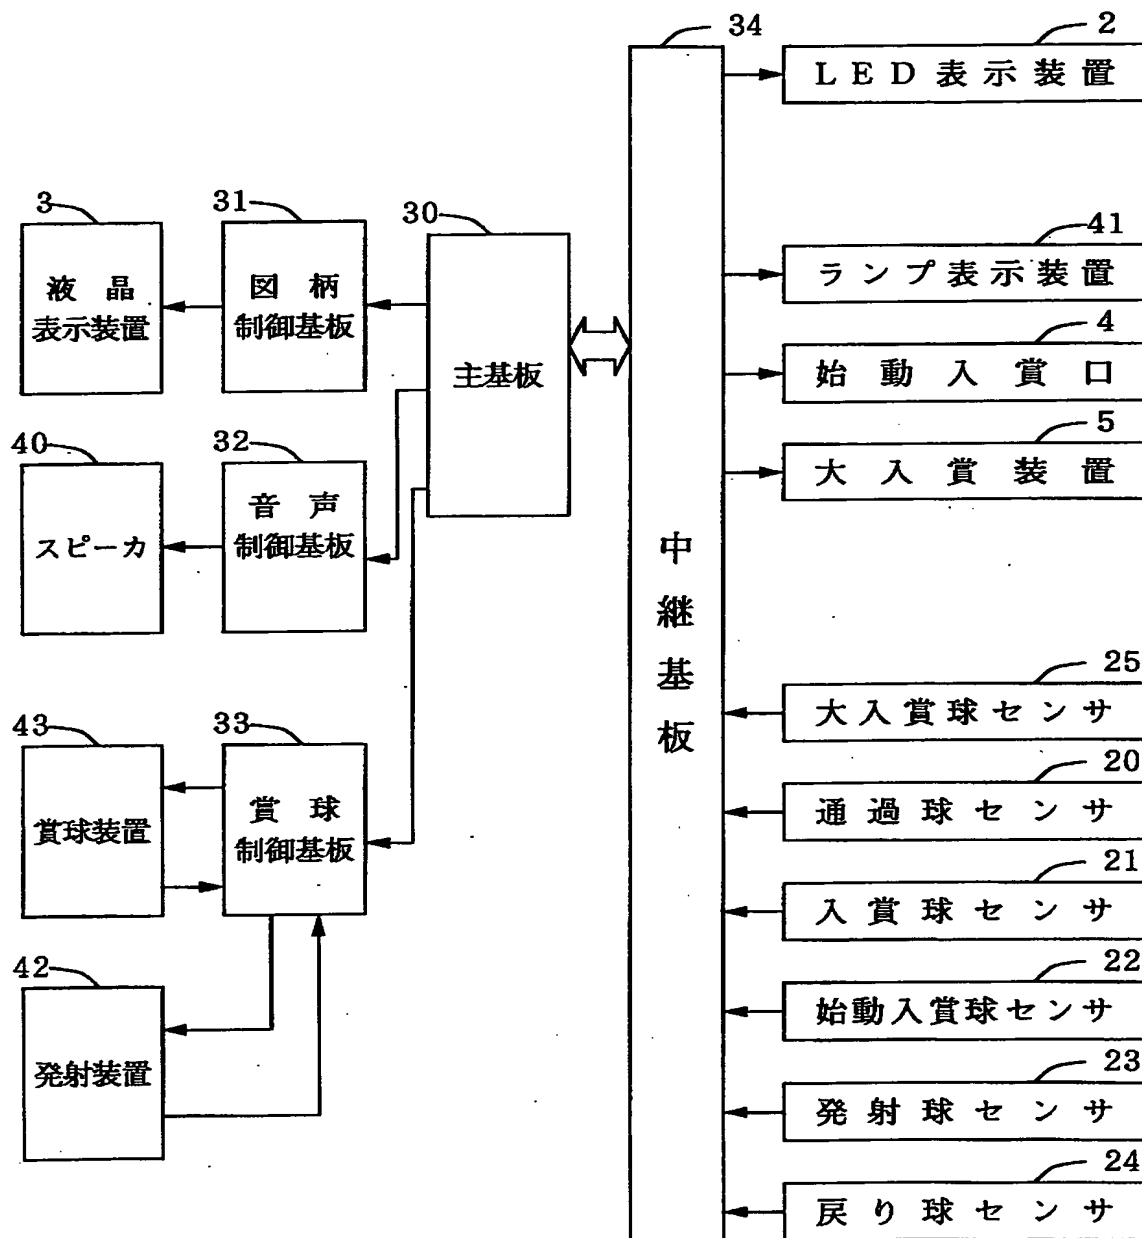 34
2
LED表示装置
3
31
30
41
液晶
表示装置
図柄
制御基板
主基板
ランプ表示装置
4
始動入賞口
5
大入賞装置
40
32
スピーカ
音声
制御基板
中継基板
25
大入賞球センサ
43
33
賞球装置
賞球
制御基板
20
通過球センサ
21
入賞球センサ
42
発射装置
22
始動入賞球センサ
23
発射球センサ
24
戻り球センサ